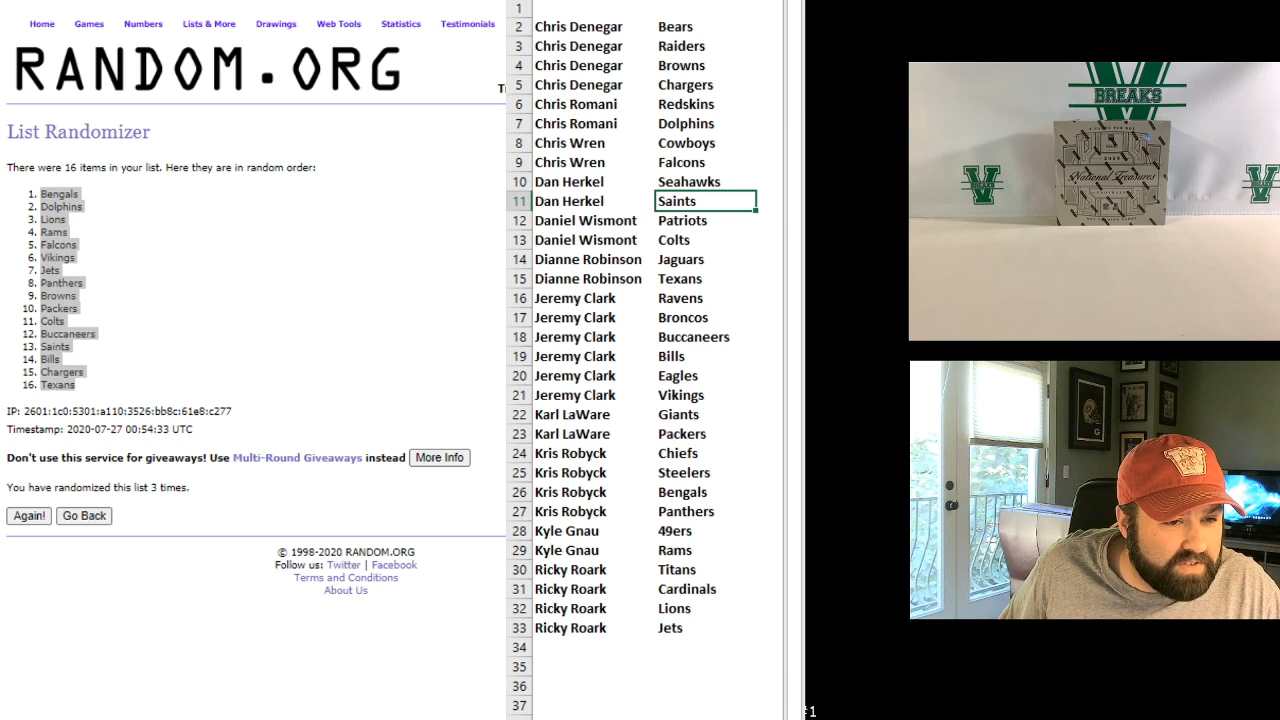 Home Games Numbers Lists & More Drawings Web Tools Statistics Testimonials
RANDOM.ORG
List Randomizer
There were 16 items in your list. Here they are in random order:
1. Bengals
2. Dolphins
3. Lions
4. Rams
5. Falcons
6. Vikings
7. Jets
8. Panthers
9. Browns
10. Packers
11. Colts
12. Buccaneers
13. Saints
14. Bills
15. Chargers
16. Texans
IP: 2601:1c0:5301:a110:3526:bb8c:61e8:c277
Timestamp: 2020-07-27 00:54:33 UTC
Don't use this service for giveaways! Use Multi-Round Giveaways instead More Info
You have randomized this list 3 times.
Again! Go Back
© 1998-2020 RANDOM.ORG
Follow us: Twitter | Facebook
Terms and Conditions
About Us
1
2 Chris Denegar Bears
3 Chris Denegar Raiders
4 Chris Denegar Browns
5 Chris Denegar Chargers
6 Chris Romani Redskins
7 Chris Romani Dolphins
8 Chris Wren Cowboys
9 Chris Wren Falcons
10 Dan Herkel Seahawks
11 Dan Herkel Saints
12 Daniel Wismont Patriots
13 Daniel Wismont Colts
14 Dianne Robinson Jaguars
15 Dianne Robinson Texans
16 Jeremy Clark Ravens
17 Jeremy Clark Broncos
18 Jeremy Clark Buccaneers
19 Jeremy Clark Bills
20 Jeremy Clark Eagles
21 Jeremy Clark Vikings
22 Karl LaWare Giants
23 Karl LaWare Packers
24 Kris Robyck Chiefs
25 Kris Robyck Steelers
26 Kris Robyck Bengals
27 Kris Robyck Panthers
28 Kyle Gnau 49ers
29 Kyle Gnau Rams
30 Ricky Roark Titans
31 Ricky Roark Cardinals
32 Ricky Roark Lions
33 Ricky Roark Jets
34
35
36
37
V
BREAKS
2019
National Treasures
V
BREAKS
V
BREAKS
W
#1